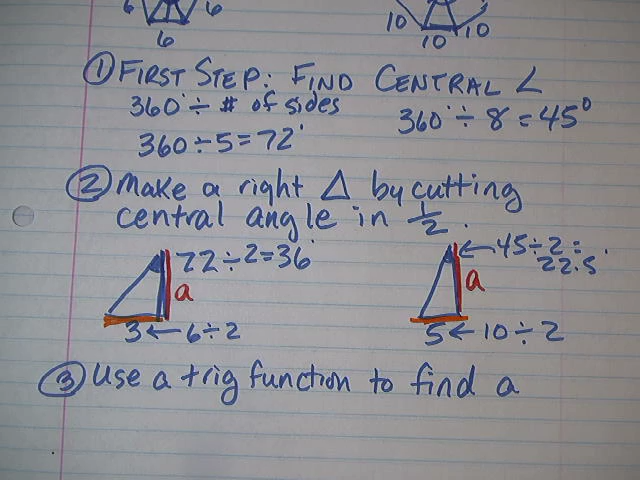 6 6 10 10
6 10
① FIRST STEP: FIND CENTRAL ∠
360° ÷ # of sides 360° ÷ 8 = 45°
360 ÷ 5 = 72°
② Make a right △ by cutting
central angle in 1/2.
72 ÷ 2 = 36° ← 45 ÷ 2 =
22.5°
a a
3 ← 6 ÷ 2 5 ← 10 ÷ 2
③ Use a trig function to find a